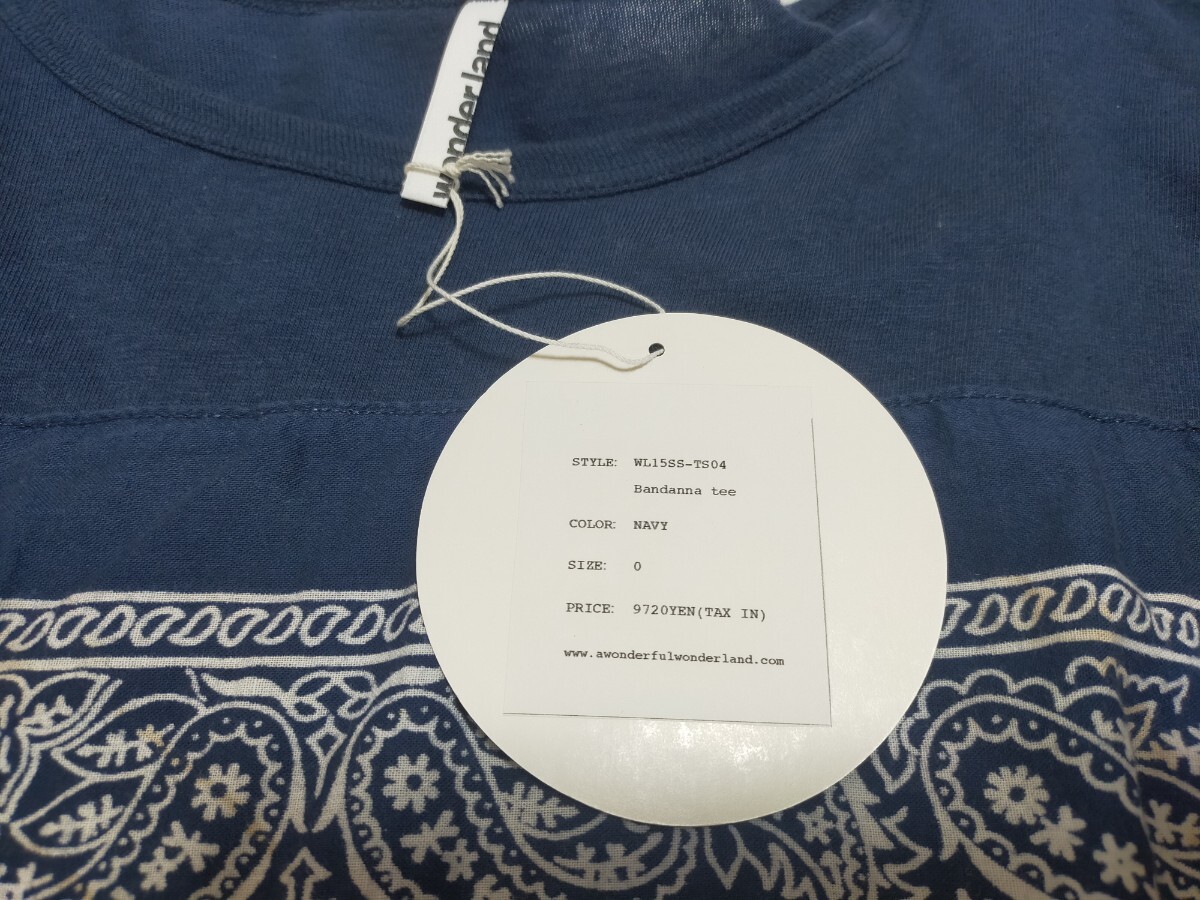 wonderland
STYLE: WL15SS-TS04
Bandanna tee
COLOR: NAVY
SIZE: 0
PRICE: 9720YEN(TAX IN)
www.awonderfulwonderland.com